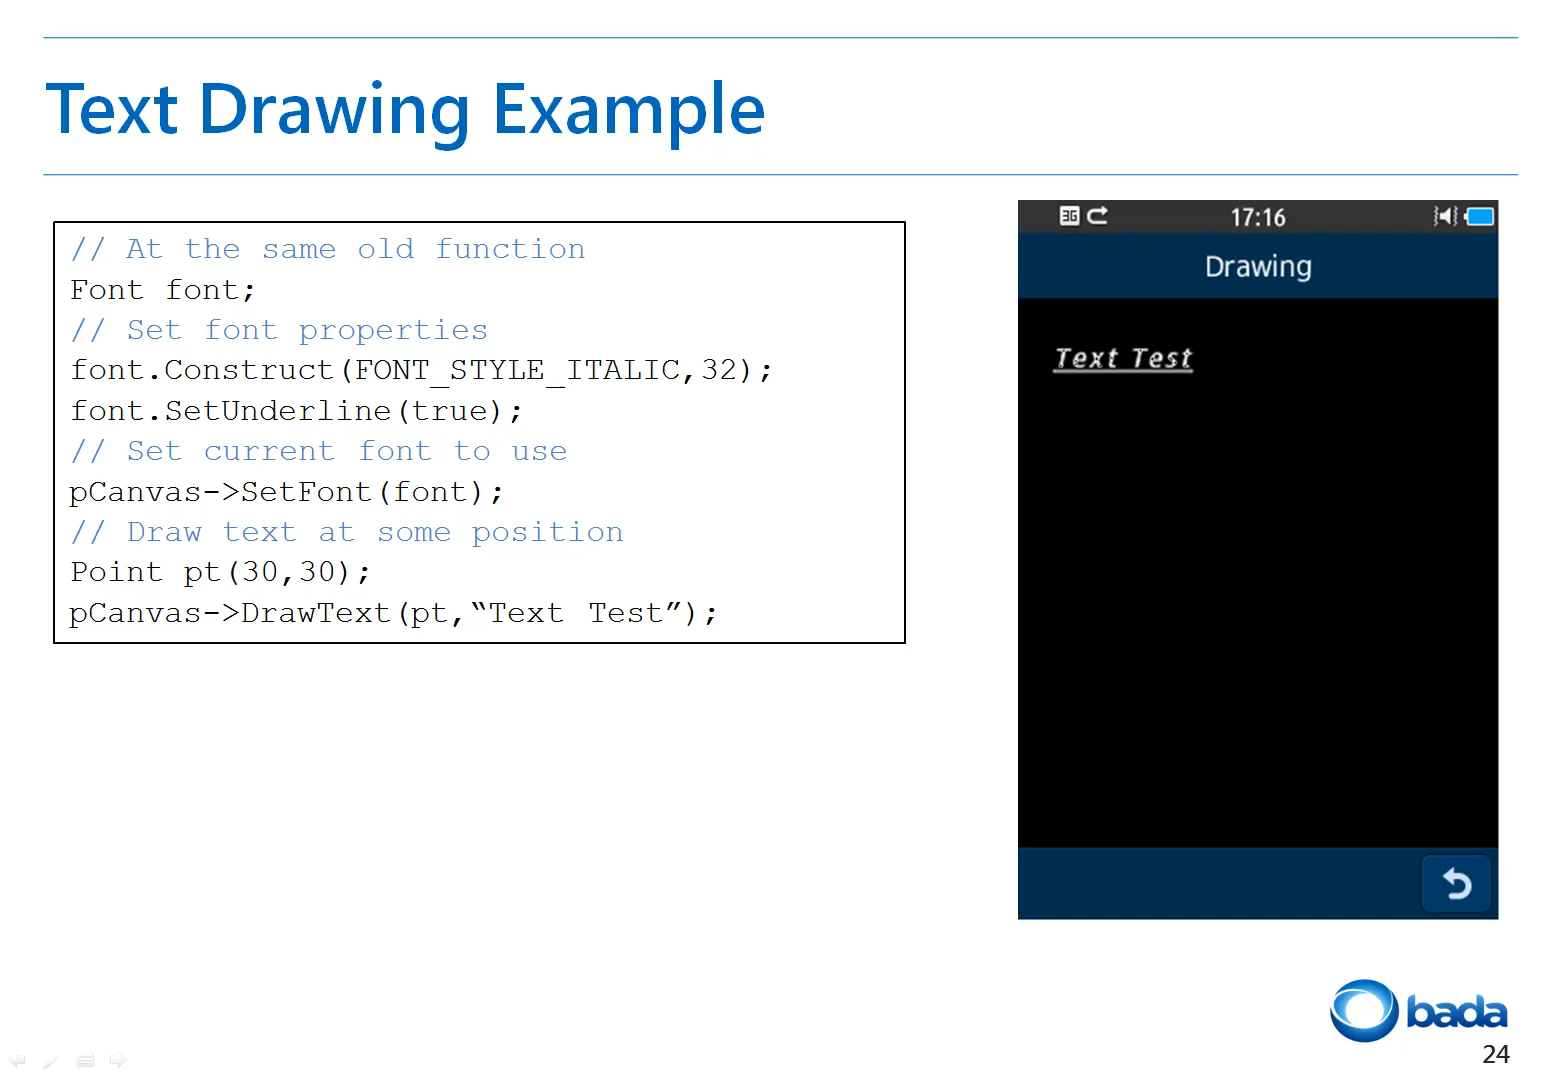 Text Drawing Example
// At the same old function
Font font;
// Set font properties
font.Construct(FONT_STYLE_ITALIC,32);
font.SetUnderline(true);
// Set current font to use
pCanvas->SetFont(font);
// Draw text at some position
Point pt(30,30);
pCanvas->DrawText(pt,“Text Test”);
3G 17:16
Drawing
Text Test
bada
24